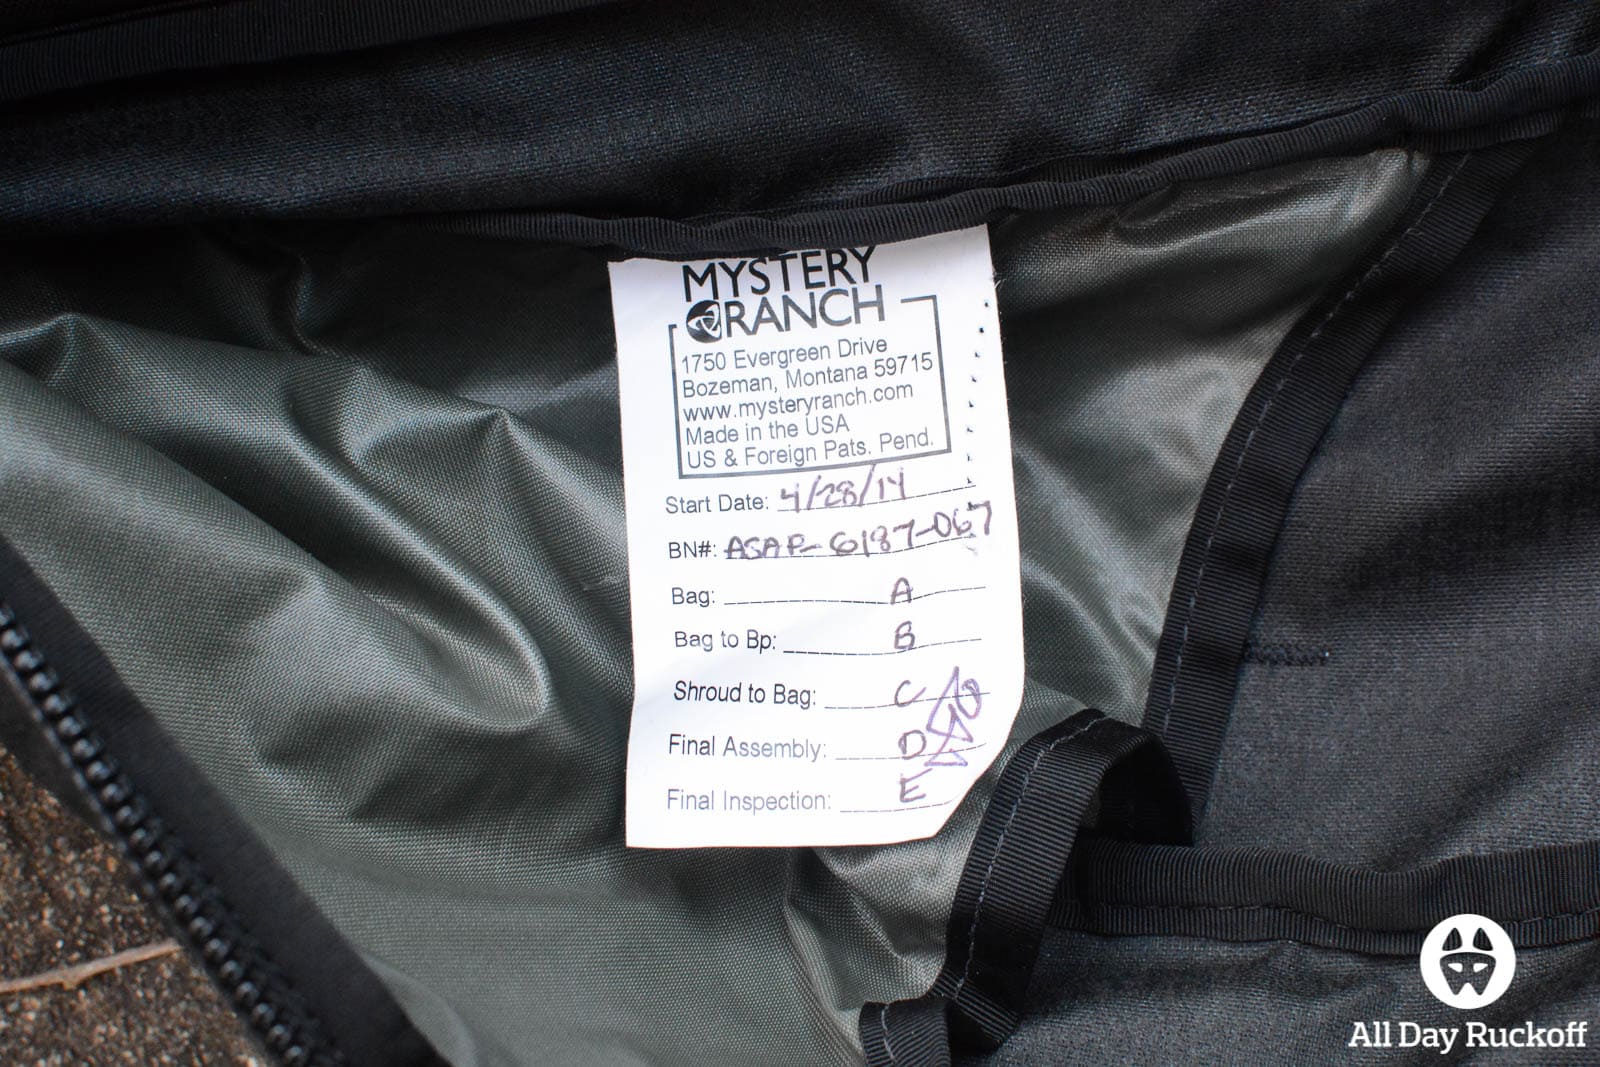 MYSTERY
RANCH
1750 Evergreen Drive
Bozeman, Montana 59715
www.mysteryranch.com
Made in the USA
US & Foreign Pats. Pend.
Start Date: 4/28/14
BN#: ASAP-6187-067
Bag: A
Bag to Bp: B
Shroud to Bag: C
Final Assembly: D
Final Inspection: E
All Day Ruckoff